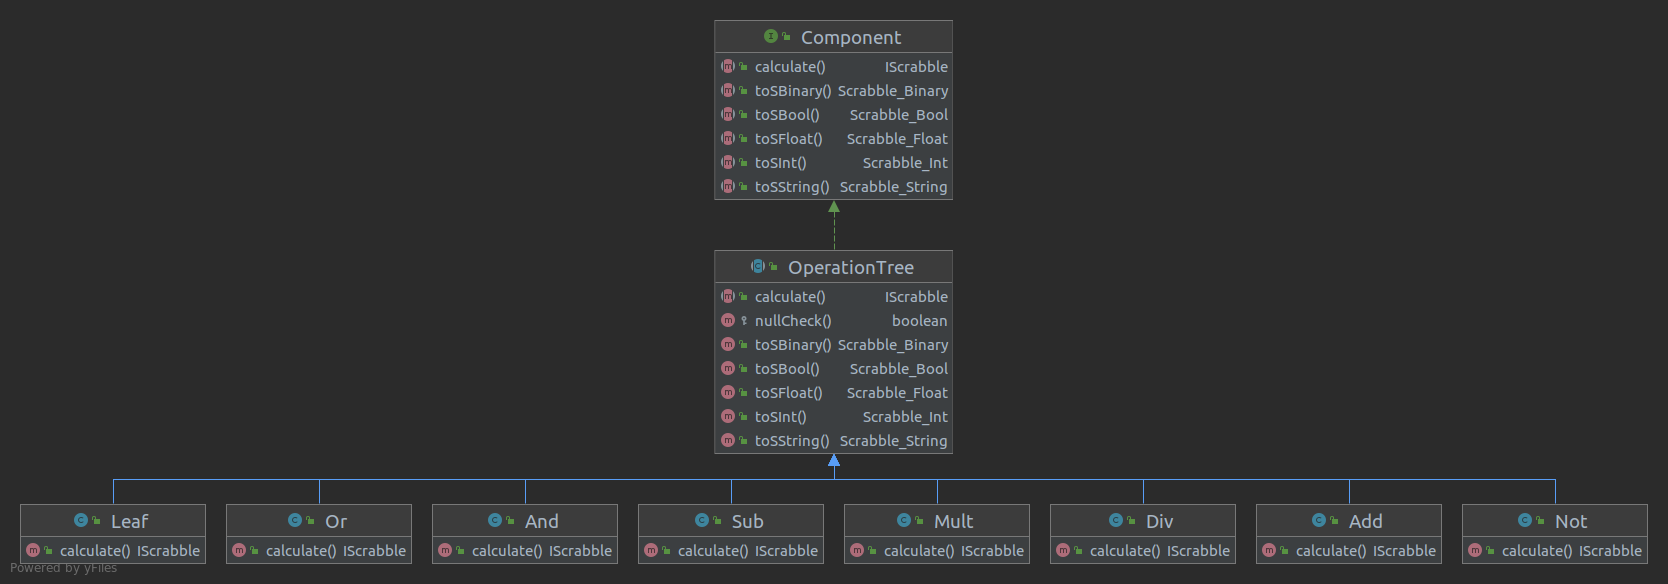 Component
calculate() IScrabble
toSBinary() Scrabble_Binary
toSBool() Scrabble_Bool
toSFloat() Scrabble_Float
toSInt() Scrabble_Int
toSString() Scrabble_String
OperationTree
calculate() IScrabble
nullCheck() boolean
toSBinary() Scrabble_Binary
toSBool() Scrabble_Bool
toSFloat() Scrabble_Float
toSInt() Scrabble_Int
toSString() Scrabble_String
Leaf
calculate() IScrabble
Or
calculate() IScrabble
And
calculate() IScrabble
Sub
calculate() IScrabble
Mult
calculate() IScrabble
Div
calculate() IScrabble
Add
calculate() IScrabble
Not
calculate() IScrabble
Powered by yFiles